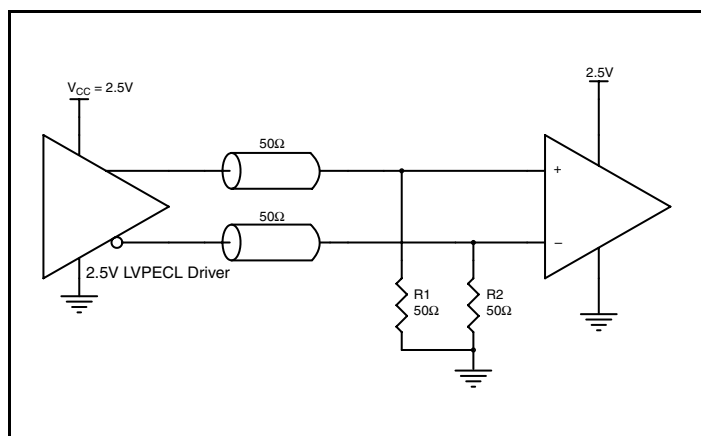 V_CC = 2.5V
2.5V
50Ω
+
50Ω
−
2.5V LVPECL Driver
R1
50Ω
R2
50Ω